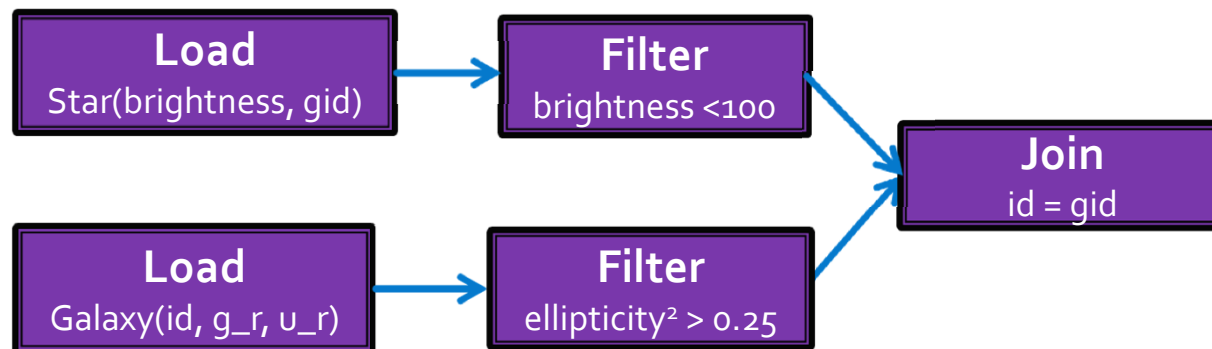 Load
Star(brightness, gid)
Filter
brightness <100
Join
id = gid
Load
Galaxy(id, g_r, u_r)
Filter
ellipticity² > 0.25